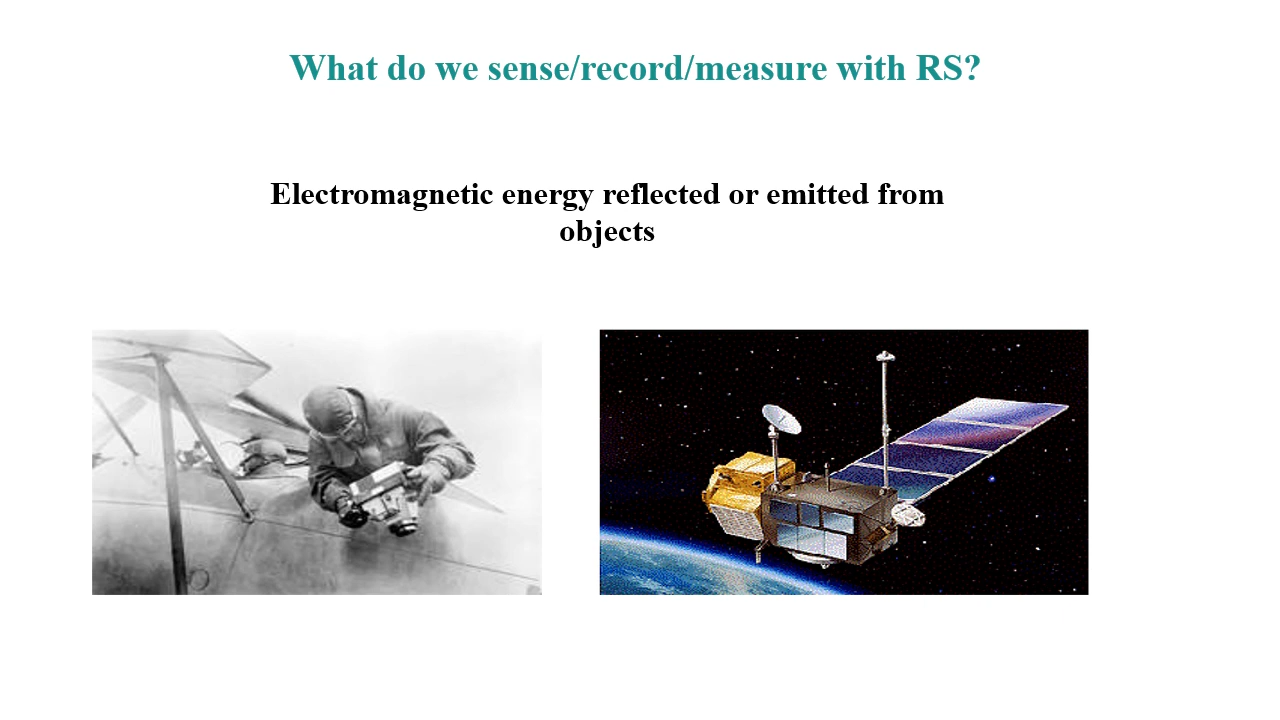 What do we sense/record/measure with RS?
Electromagnetic energy reflected or emitted from
objects